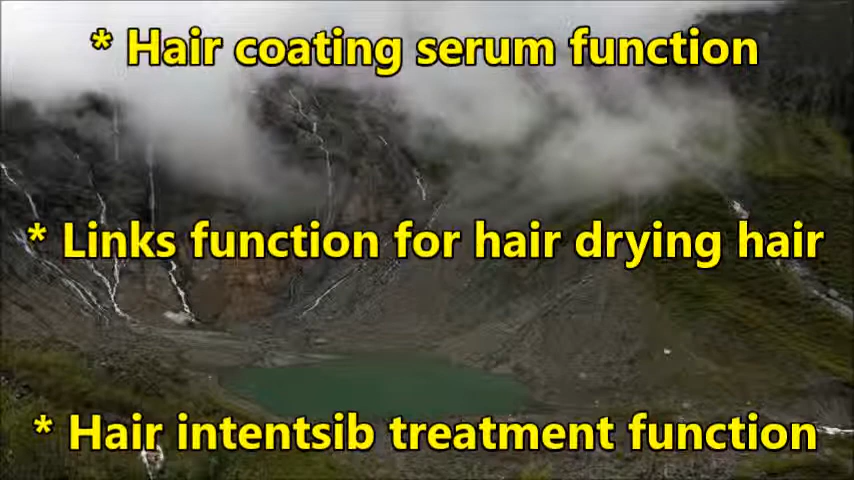 * Hair coating serum function
* Links function for hair drying hair
* Hair intentsib treatment function